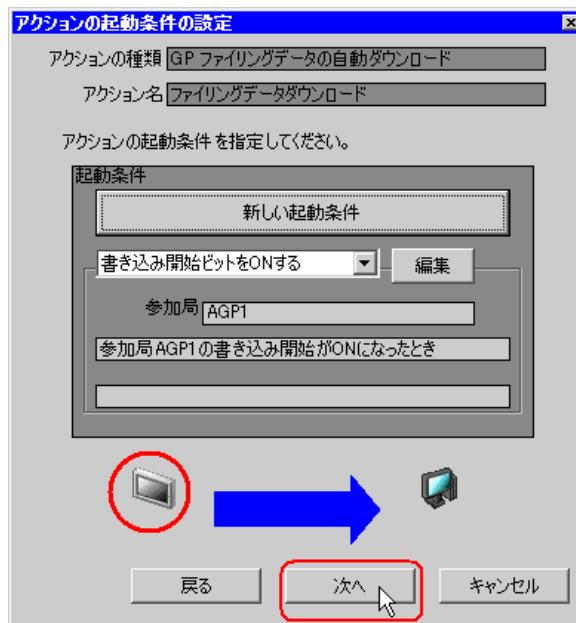 アクションの起動条件の設定
アクションの種類 GP ファイリングデータの自動ダウンロード
アクション名 ファイリングデータダウンロード
アクションの起動条件 を指定してください。
起動条件
新しい起動条件
書き込み開始ビットをONする 編集
参加局 AGP1
参加局AGP1の書き込み開始がONになったとき
戻る 次へ キャンセル